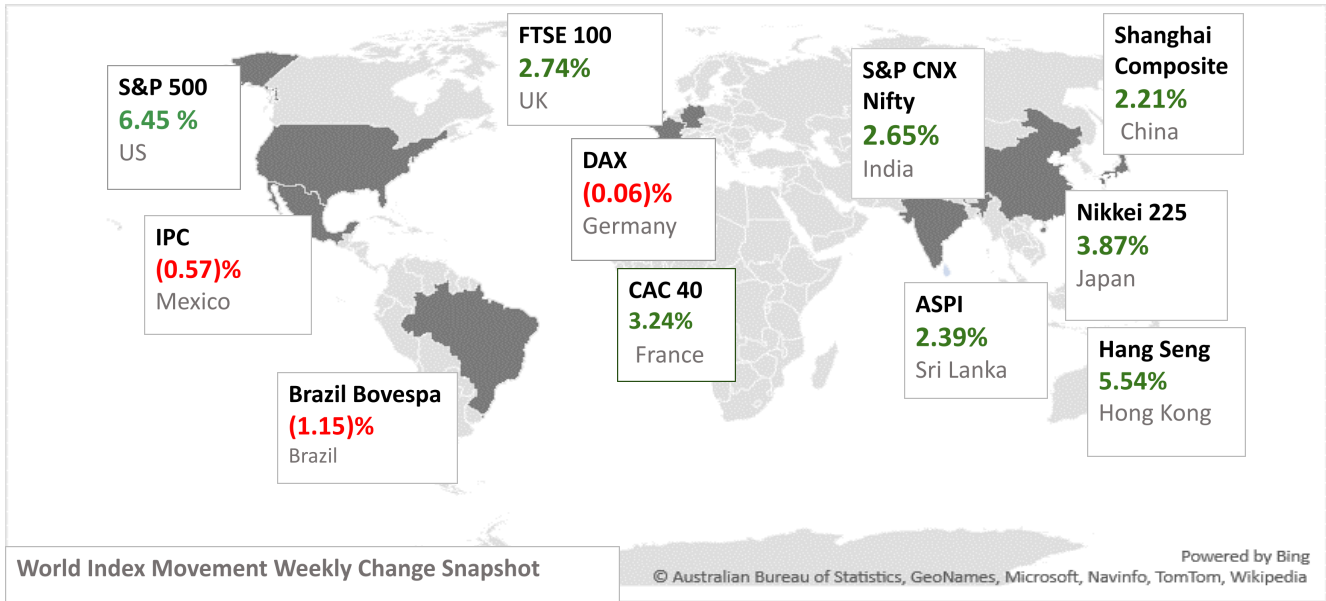 FTSE 100
2.74%
UK
S&P 500
6.45 %
US
S&P CNX
Nifty
2.65%
India
Shanghai
Composite
2.21%
China
DAX
(0.06)%
Germany
Nikkei 225
3.87%
Japan
IPC
(0.57)%
Mexico
CAC 40
3.24%
France
ASPI
2.39%
Sri Lanka
Hang Seng
5.54%
Hong Kong
Brazil Bovespa
(1.15)%
Brazil
World Index Movement Weekly Change Snapshot
Powered by Bing
© Australian Bureau of Statistics, GeoNames, Microsoft, Navinfo, TomTom, Wikipedia